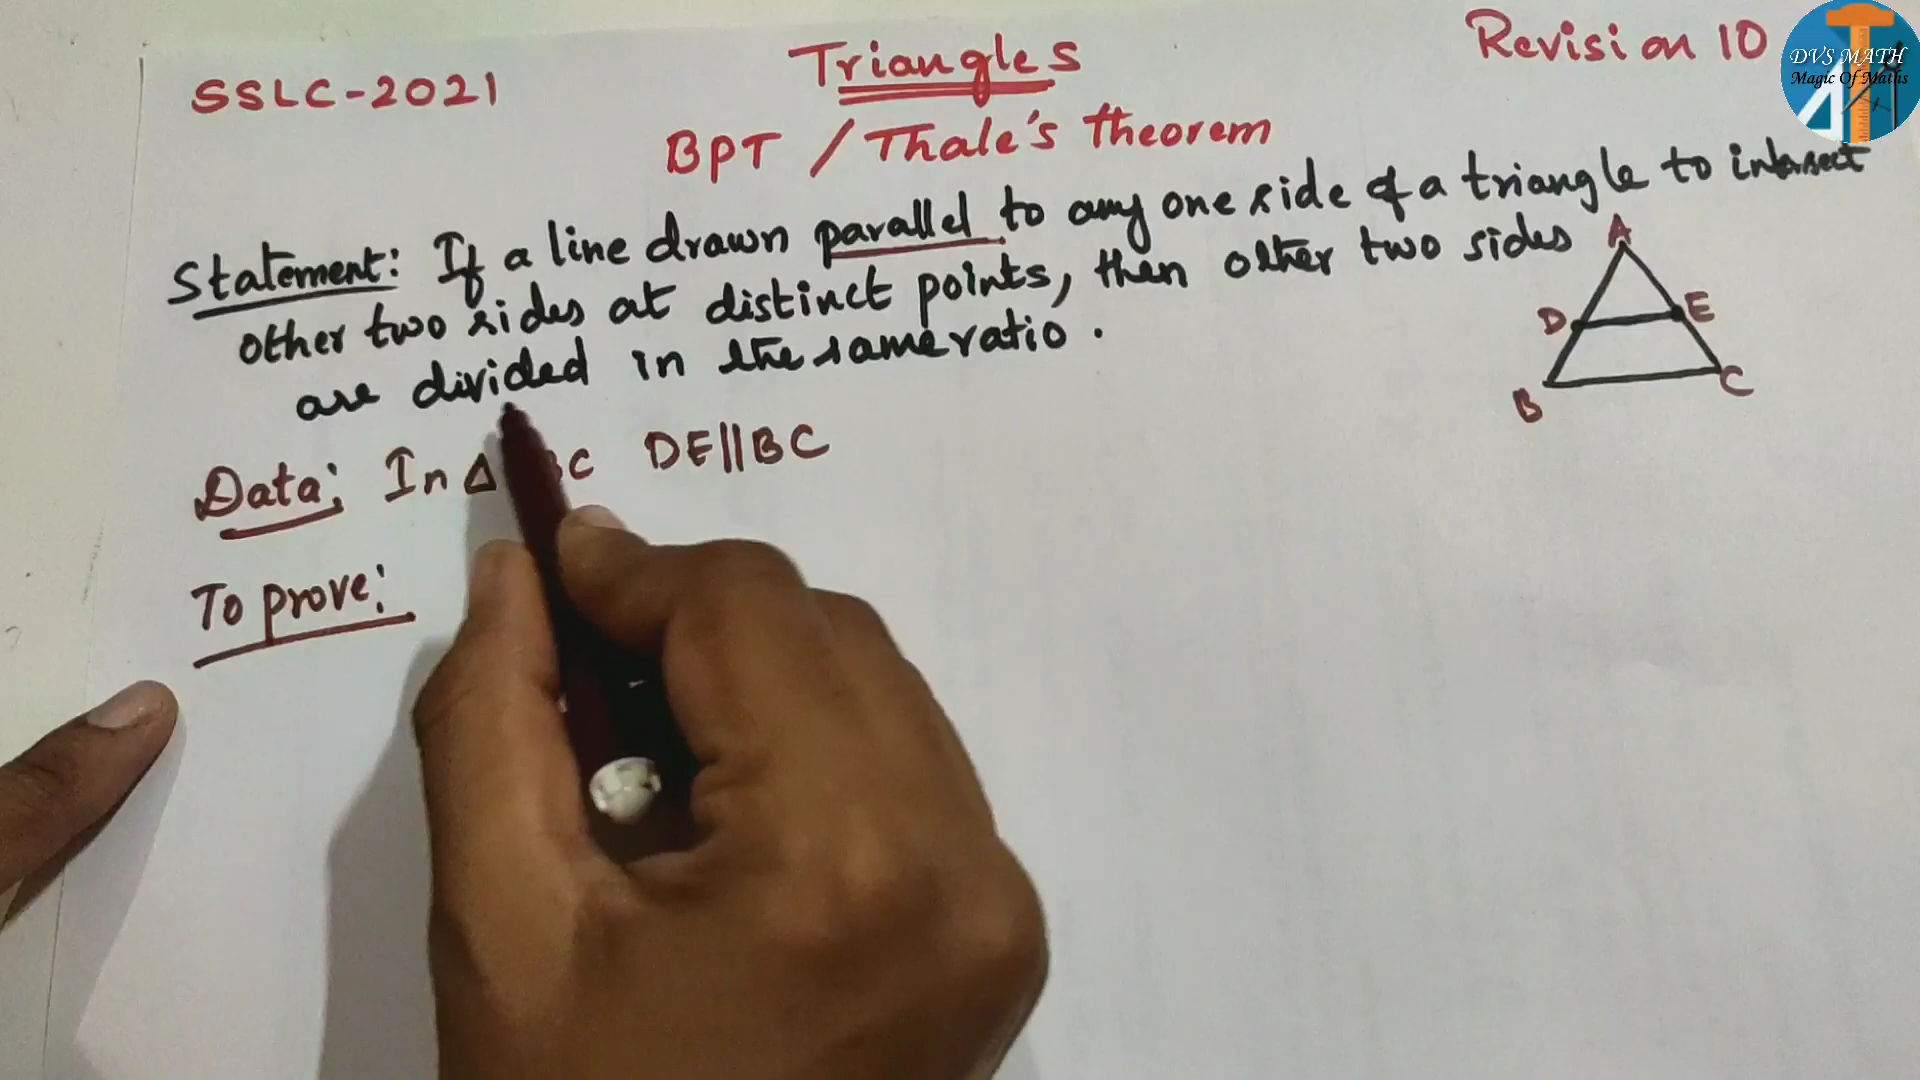 SSLC-2021
Triangles
Revision 10
DVS MATH
Magic Of Maths
BPT / Thale's theorem
Statement: If a line drawn parallel to any one side of a triangle to intersect
other two sides at distinct points, then other two sides
are divided in the same ratio.
A
D E
B C
Data: In Δ BC DE||BC
To prove: